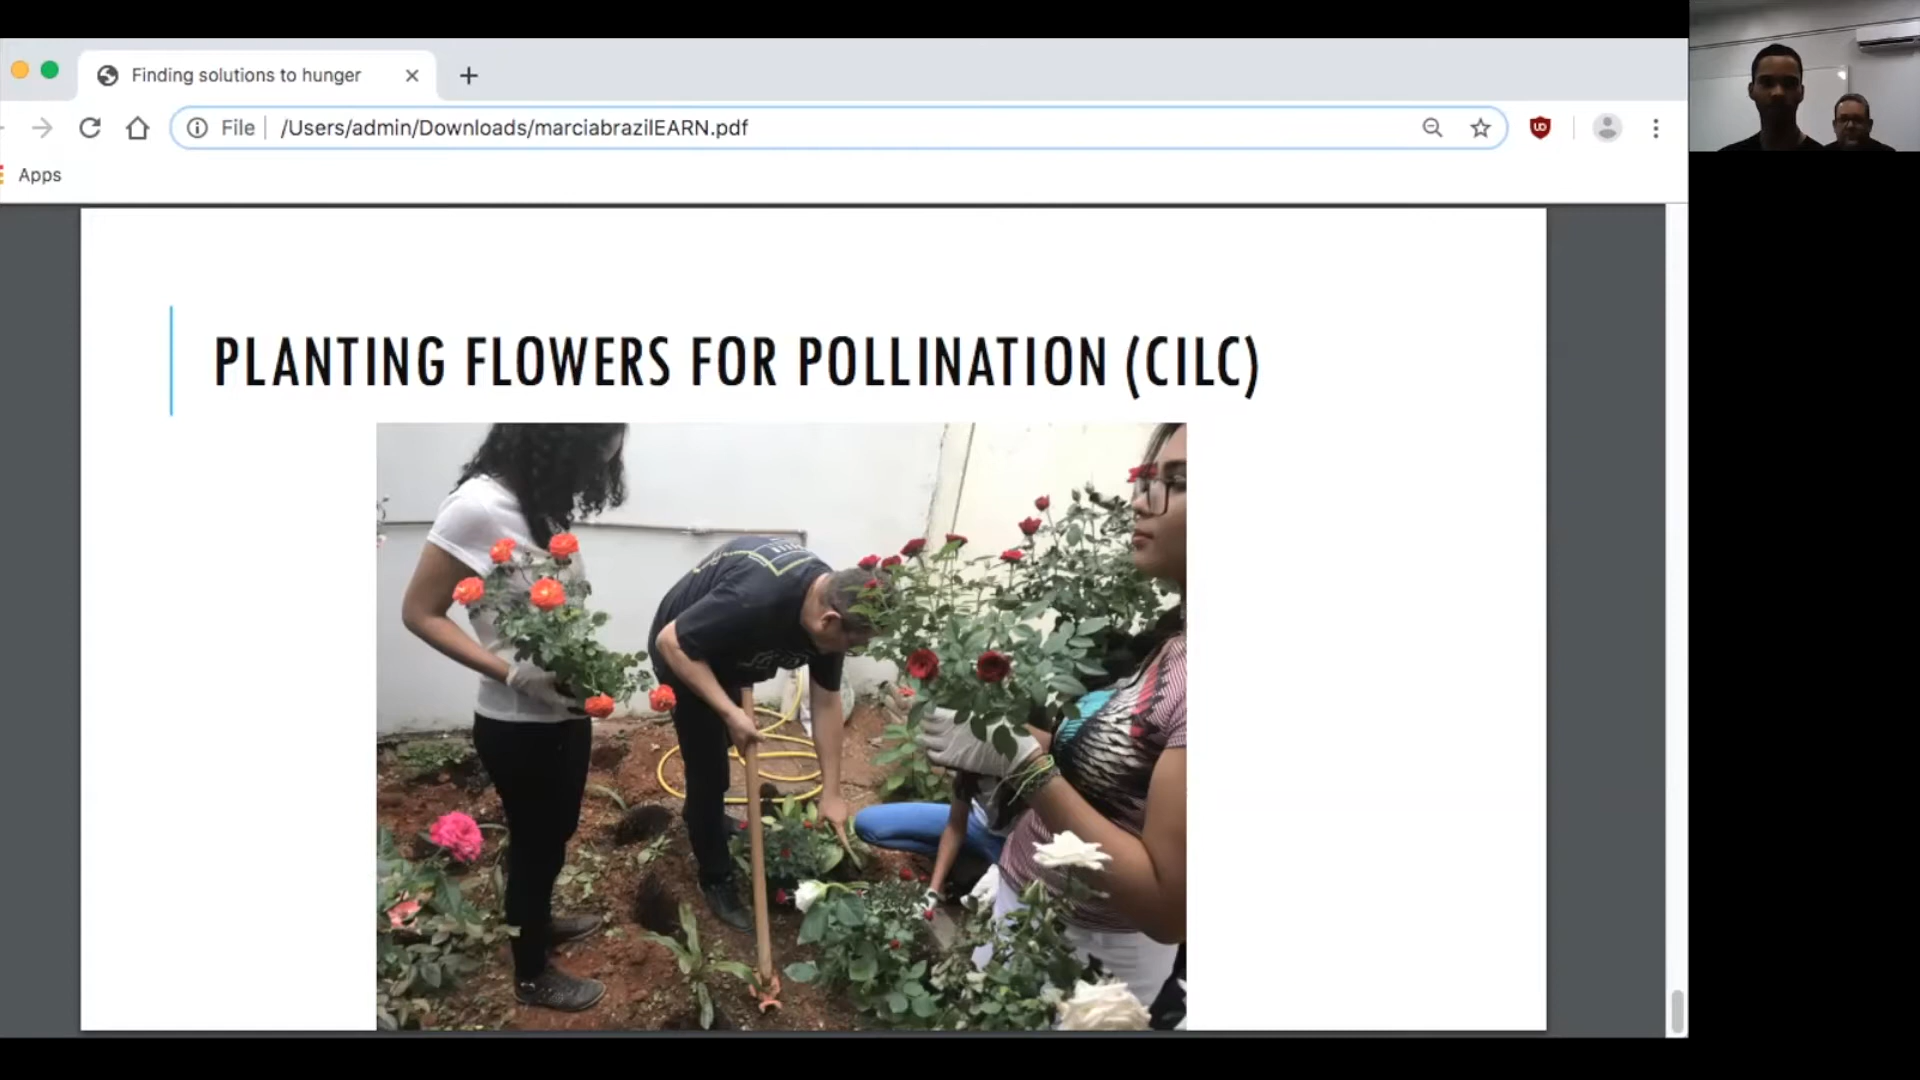 Finding solutions to hunger
File
/Users/admin/Downloads/marciabrazilEARN.pdf
Apps
PLANTING FLOWERS FOR POLLINATION (CILC)